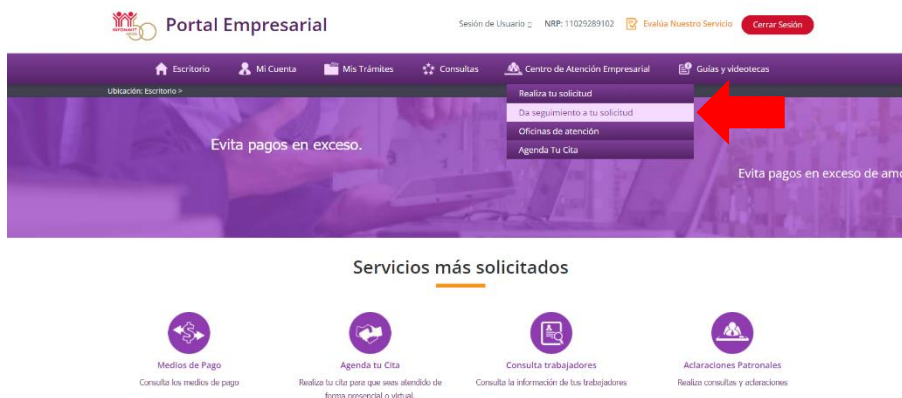 Portal Empresarial
Sesión de Usuario :: NRP: 11029289102 Evalúa Nuestro Servicio Cerrar Sesión
Escritorio Mi Cuenta Mis Trámites Consultas Centro de Atención Empresarial Guías y videotecas
Ubicación: Escritorio >
Realiza tu solicitud
Da seguimiento a tu solicitud
Oficinas de atención
Agenda Tu Cita
Evita pagos en exceso.
Evita pagos en exceso de amo
Servicios más solicitados
Medios de Pago Agenda tu Cita Consulta trabajadores Aclaraciones Patronales
Consulta los medios de pago Realiza tu cita para que seas atendido de Consulta la información de tus trabajadores Realiza consultas y aclaraciones
forma presencial o virtual